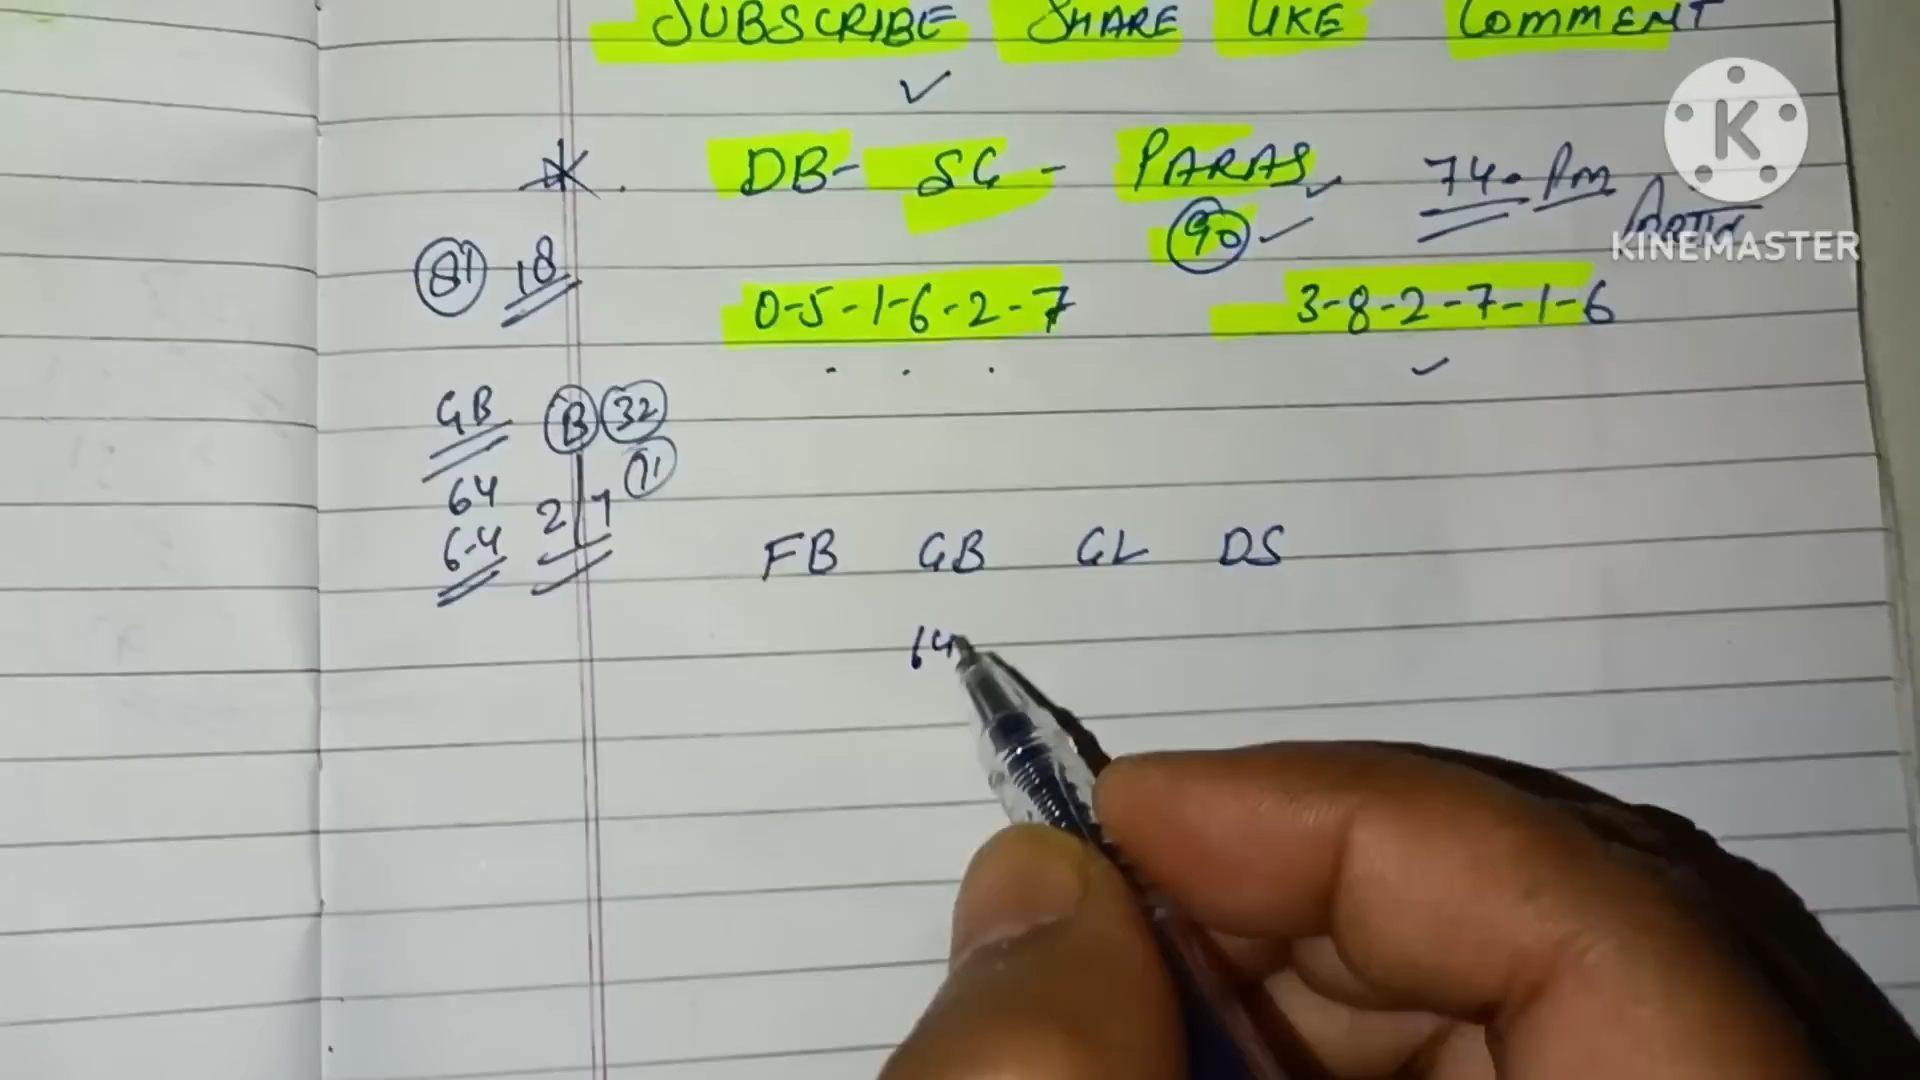 SUBSCRIBE SHARE LIKE COMMENT
DB- SG - PARAS 74. Pm
K
KINEMASTER
90
81 18
0-5-1-6-2-7 3-8-2-7-1-6
GB B 32
64 2 7 71
6-4
FB GB GL DS
64